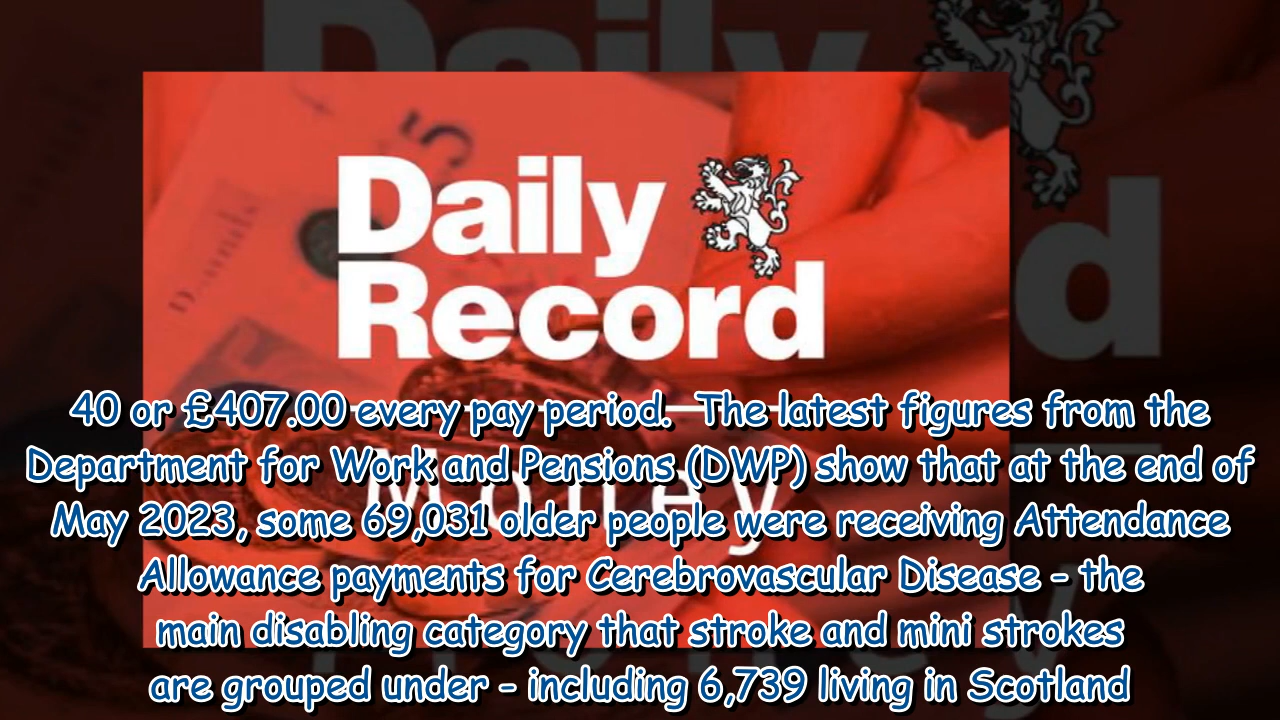 Daily
Record
Money
40 or £407.00 every pay period. The latest figures from the
Department for Work and Pensions (DWP) show that at the end of
May 2023, some 69,031 older people were receiving Attendance
Allowance payments for Cerebrovascular Disease – the
main disabling category that stroke and mini strokes
are grouped under – including 6,739 living in Scotland